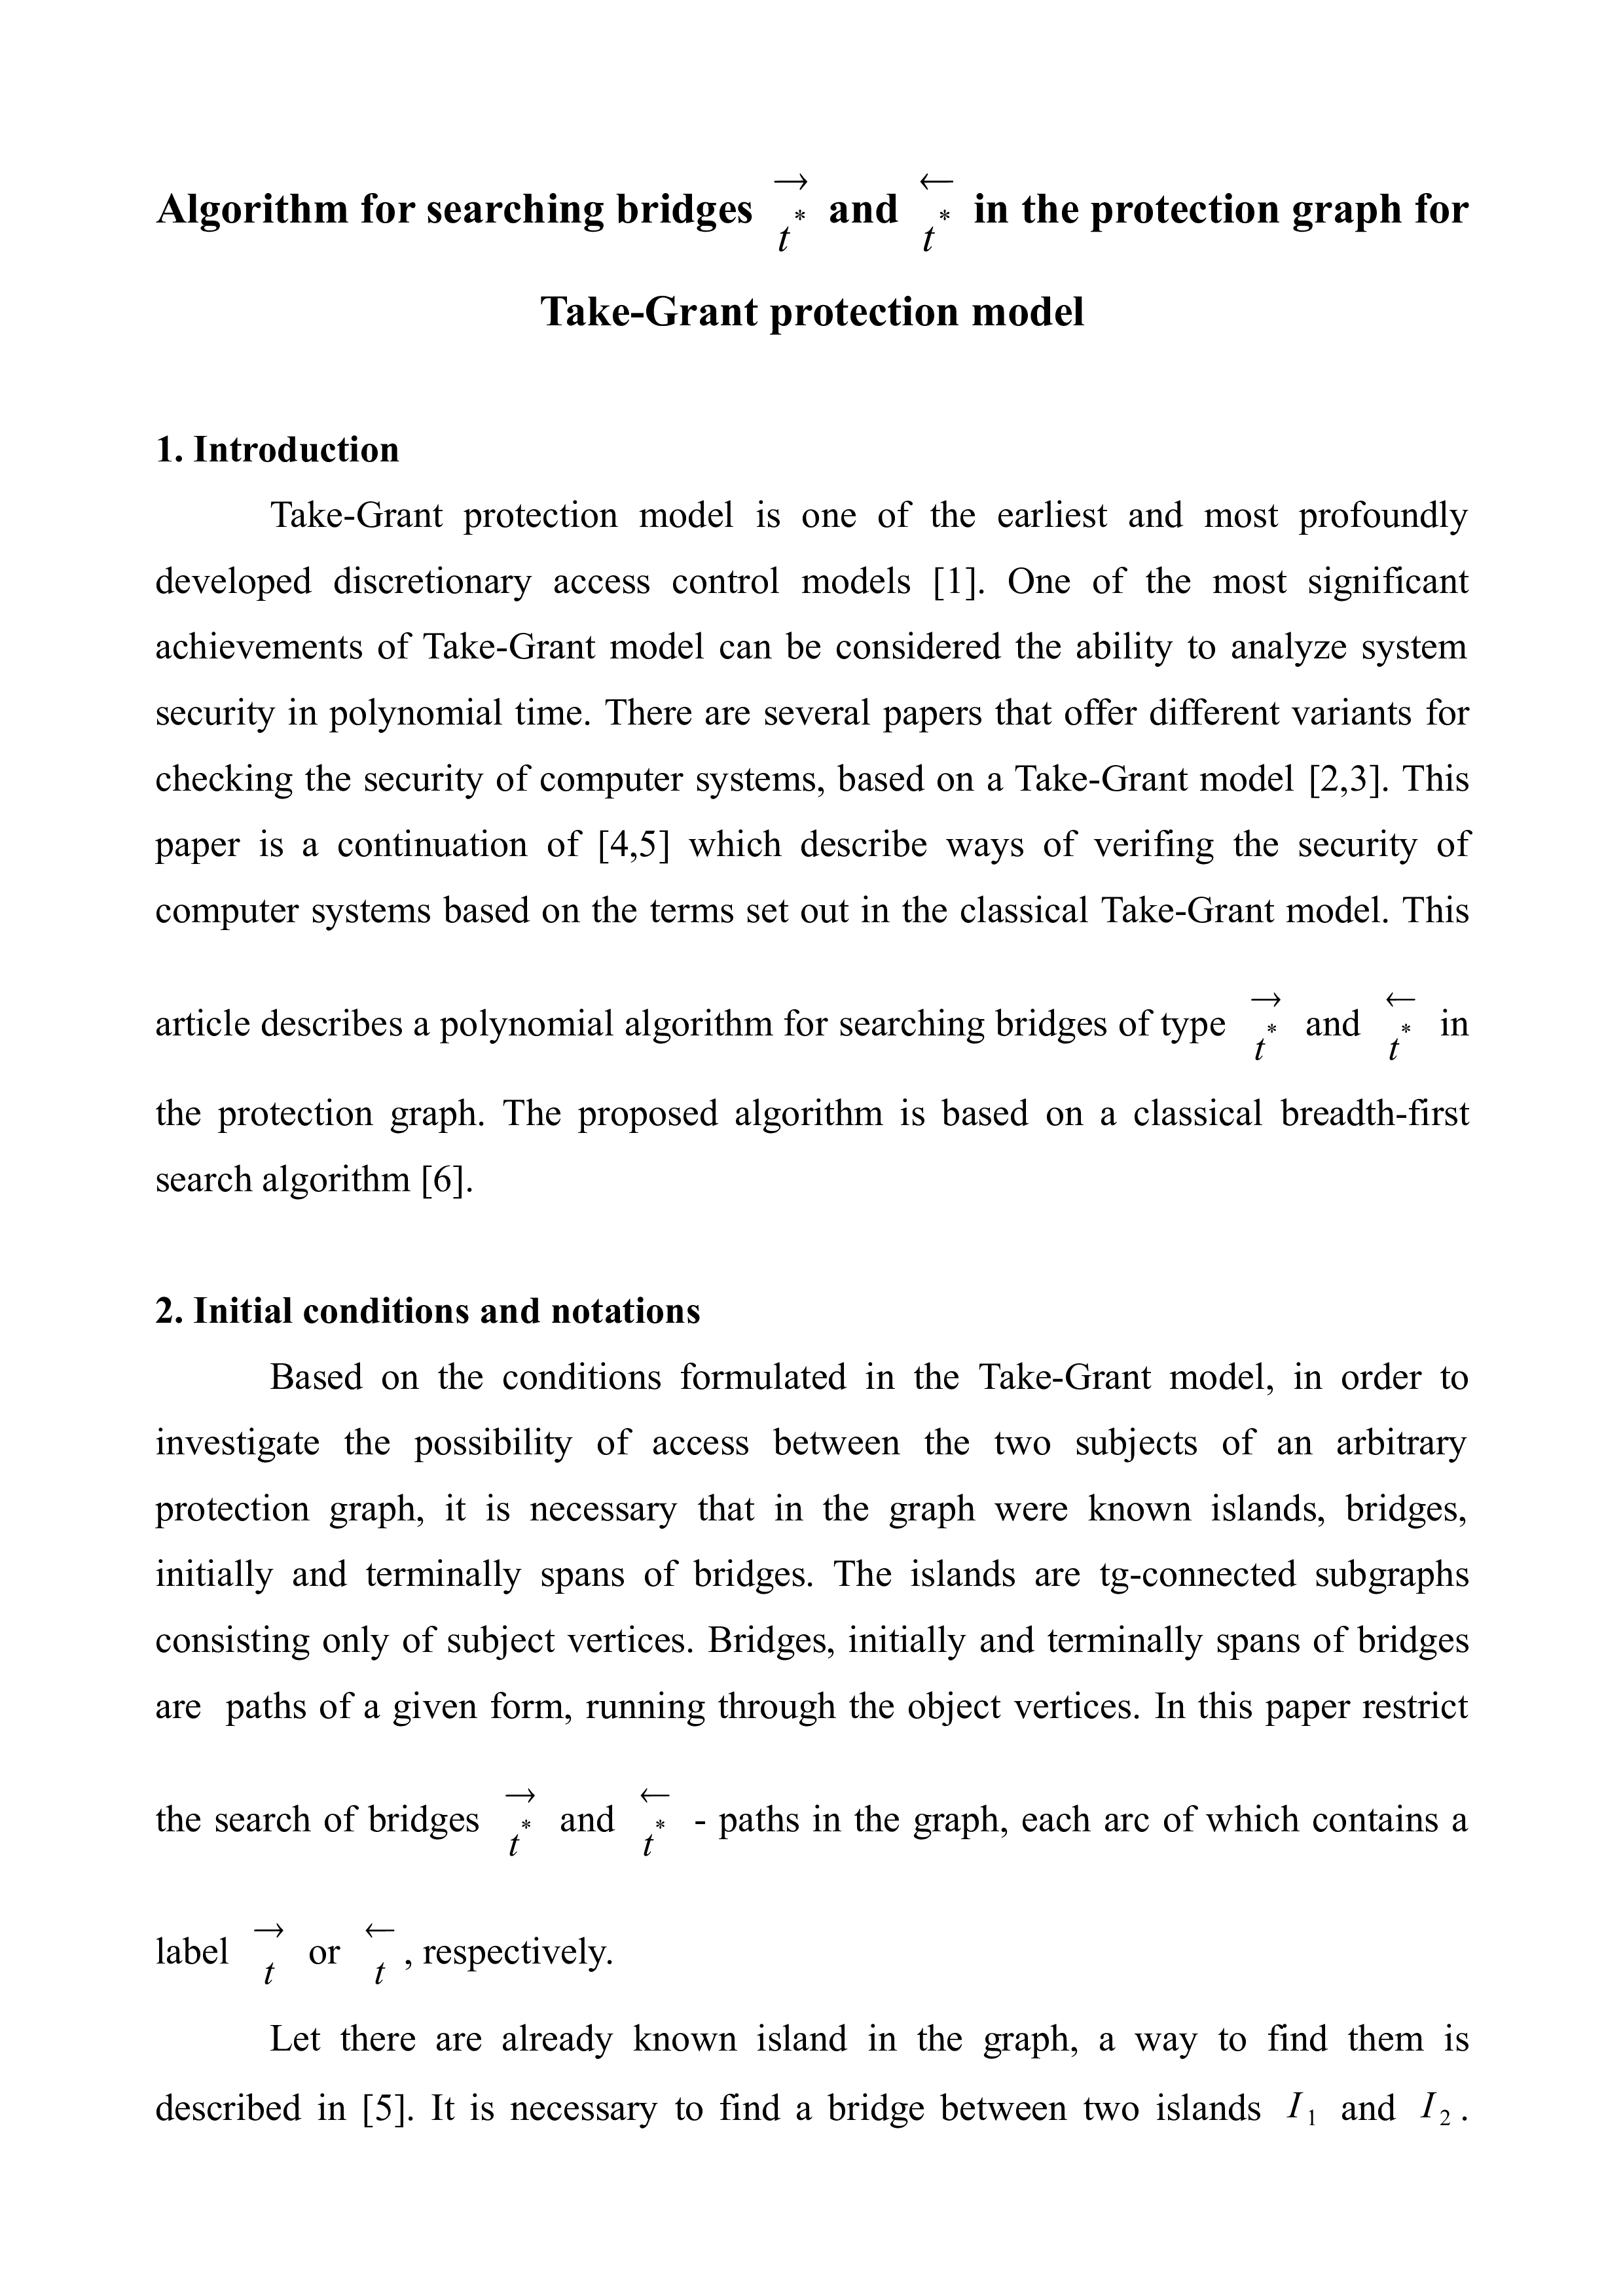 Algorithm for searching bridges $\overrightarrow{t}^{*}$ and $\overleftarrow{t}^{*}$ in the protection graph for
Take-Grant protection model
1. Introduction
Take-Grant protection model is one of the earliest and most profoundly
developed discretionary access control models [1]. One of the most significant
achievements of Take-Grant model can be considered the ability to analyze system
security in polynomial time. There are several papers that offer different variants for
checking the security of computer systems, based on a Take-Grant model [2,3]. This
paper is a continuation of [4,5] which describe ways of verifing the security of
computer systems based on the terms set out in the classical Take-Grant model. This
article describes a polynomial algorithm for searching bridges of type $\overrightarrow{t}^{*}$ and $\overleftarrow{t}^{*}$ in
the protection graph. The proposed algorithm is based on a classical breadth-first
search algorithm [6].
2. Initial conditions and notations
Based on the conditions formulated in the Take-Grant model, in order to
investigate the possibility of access between the two subjects of an arbitrary
protection graph, it is necessary that in the graph were known islands, bridges,
initially and terminally spans of bridges. The islands are tg-connected subgraphs
consisting only of subject vertices. Bridges, initially and terminally spans of bridges
are paths of a given form, running through the object vertices. In this paper restrict
the search of bridges $\overrightarrow{t}^{*}$ and $\overleftarrow{t}^{*}$ - paths in the graph, each arc of which contains a
label $\overrightarrow{t}$ or $\overleftarrow{t}$, respectively.
Let there are already known island in the graph, a way to find them is
described in [5]. It is necessary to find a bridge between two islands $I_1$ and $I_2$.